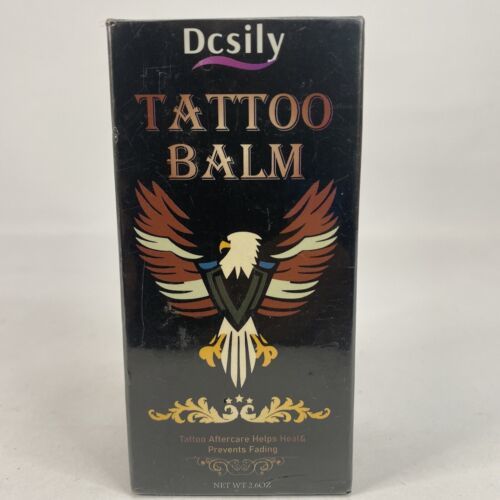 Dcsily
TATTOO
BALM
Tattoo Aftercare Helps Heal&
Prevents Fading
NET WT 2.6OZ